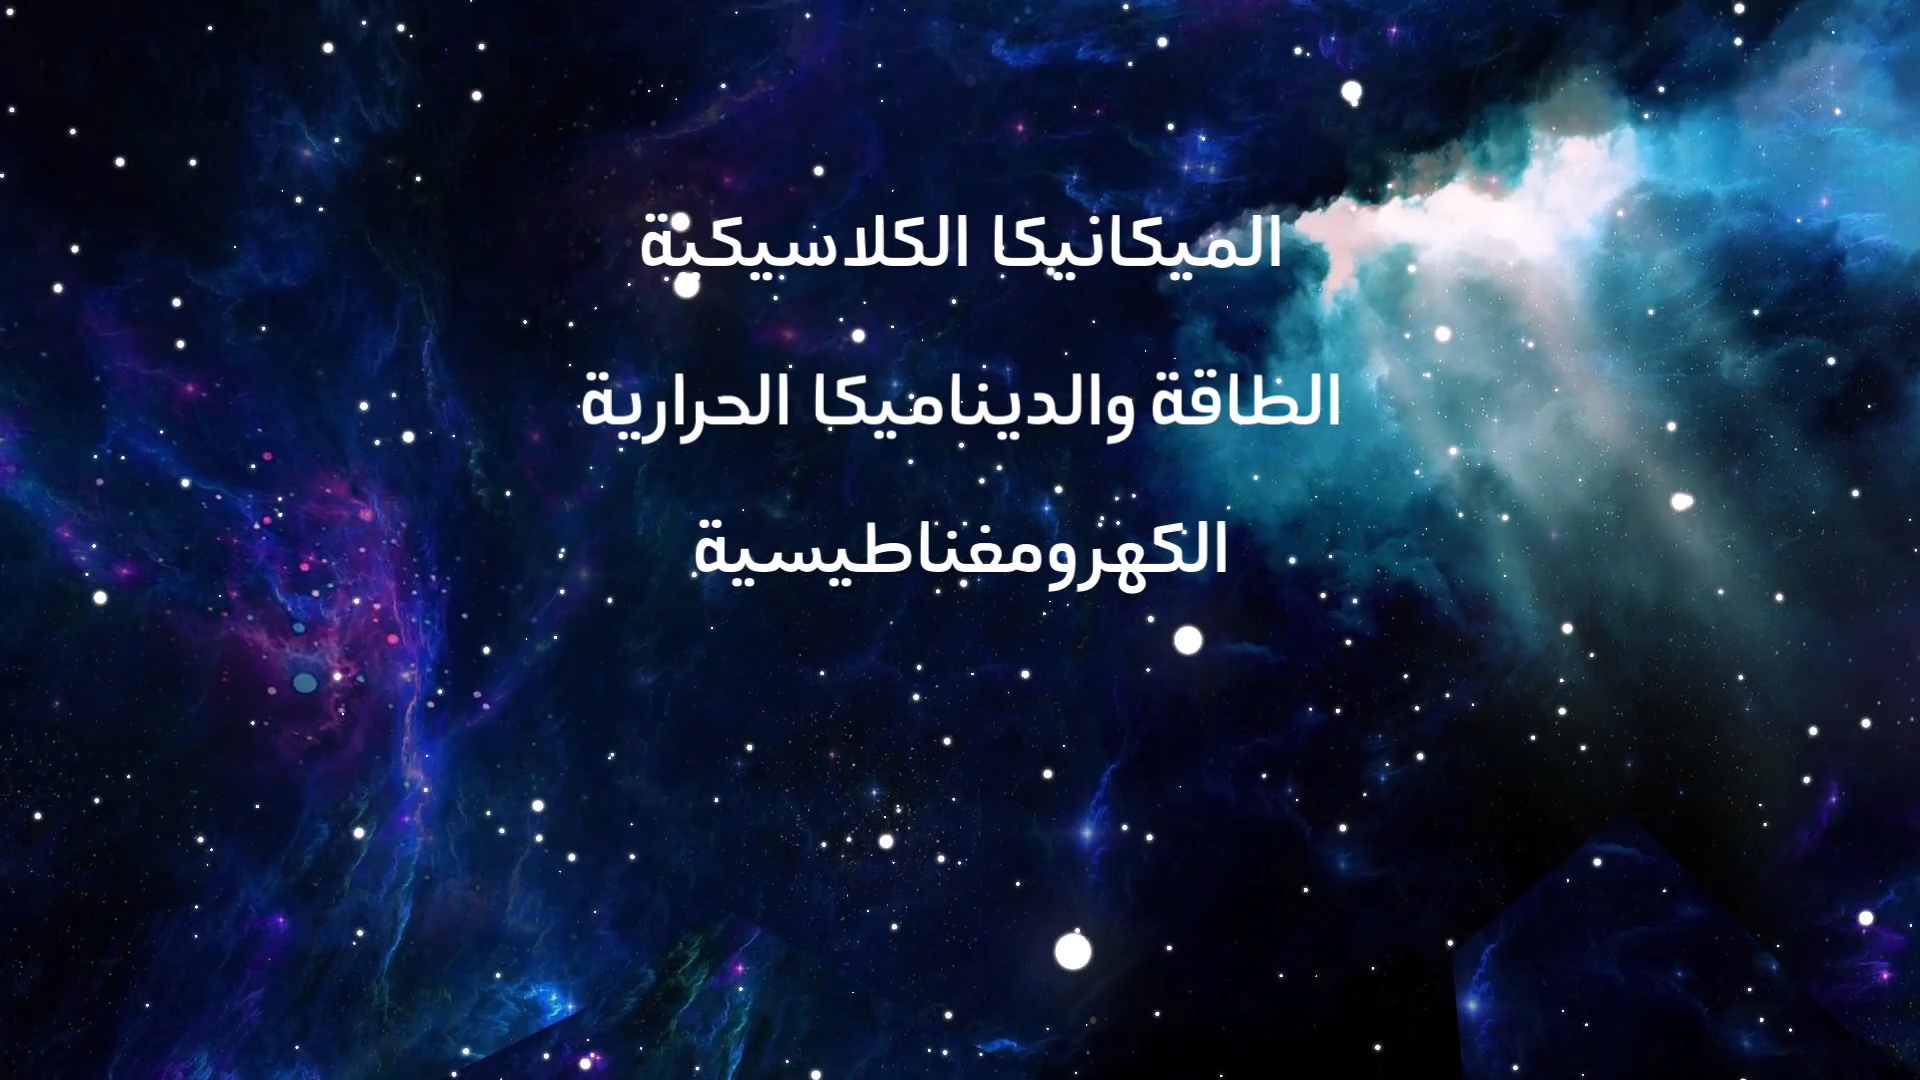 الميكانيكا الكلاسيكية
الطاقة والديناميكا الحرارية
الكهرومغناطيسية